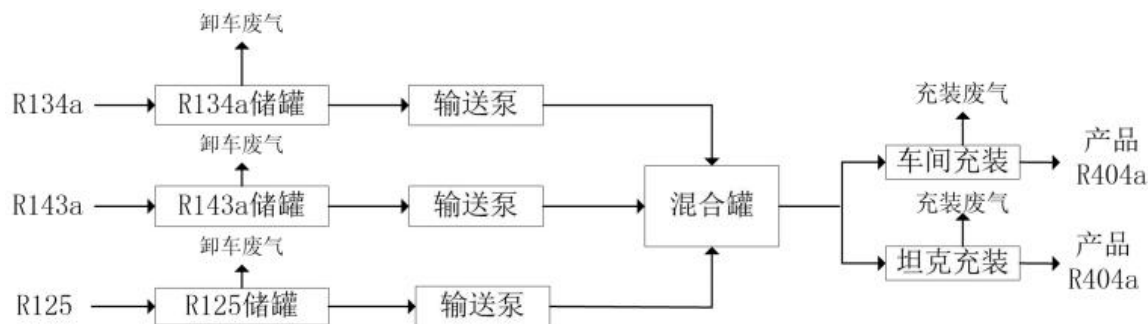 卸车废气
R134a
R134a储罐
输送泵
卸车废气
R143a
R143a储罐
输送泵
卸车废气
R125
R125储罐
输送泵
混合罐
充装废气
车间充装
产品
R404a
充装废气
坦克充装
产品
R404a